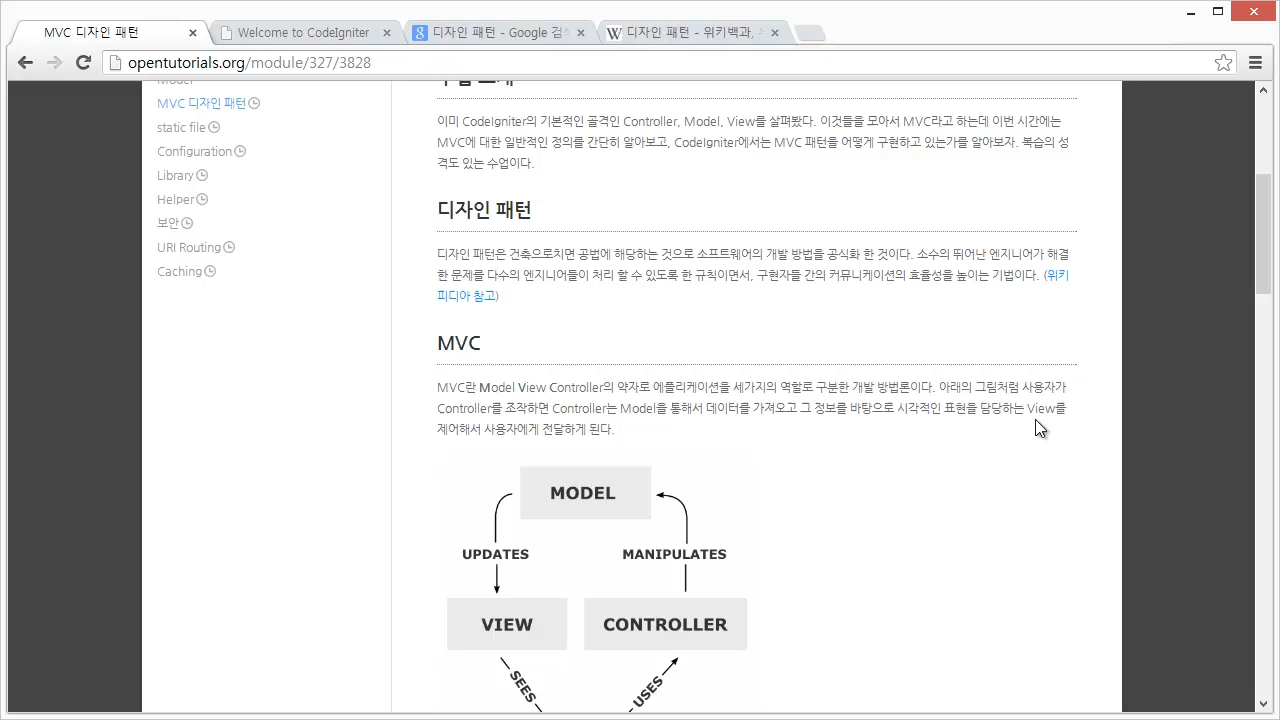 MVC 디자인 패턴
Welcome to CodeIgniter
디자인 패턴 - Google 검
디자인 패턴 - 위키백과,
opentutorials.org/module/327/3828
Model
MVC 디자인 패턴
static file
Configuration
Library
Helper
보안
URI Routing
Caching
수업 소개
이미 CodeIgniter의 기본적인 골격인 Controller, Model, View를 살펴봤다. 이것들을 모아서 MVC라고 하는데 이번 시간에는
MVC에 대한 일반적인 정의를 간단히 알아보고, CodeIgniter에서는 MVC 패턴을 어떻게 구현하고 있는가를 알아보자. 복습의 성
격도 있는 수업이다.
디자인 패턴
디자인 패턴은 건축으로치면 공법에 해당하는 것으로 소프트웨어의 개발 방법을 공식화 한 것이다. 소수의 뛰어난 엔지니어가 해결
한 문제를 다수의 엔지니어들이 처리 할 수 있도록 한 규칙이면서, 구현자들 간의 커뮤니케이션의 효율성을 높이는 기법이다. (위키
피디아 참고)
MVC
MVC란 Model View Controller의 약자로 에플리케이션을 세가지의 역할로 구분한 개발 방법론이다. 아래의 그림처럼 사용자가
Controller를 조작하면 Controller는 Model을 통해서 데이터를 가져오고 그 정보를 바탕으로 시각적인 표현을 담당하는 View를
제어해서 사용자에게 전달하게 된다.
MODEL
UPDATES
MANIPULATES
VIEW
CONTROLLER
SEES
USES